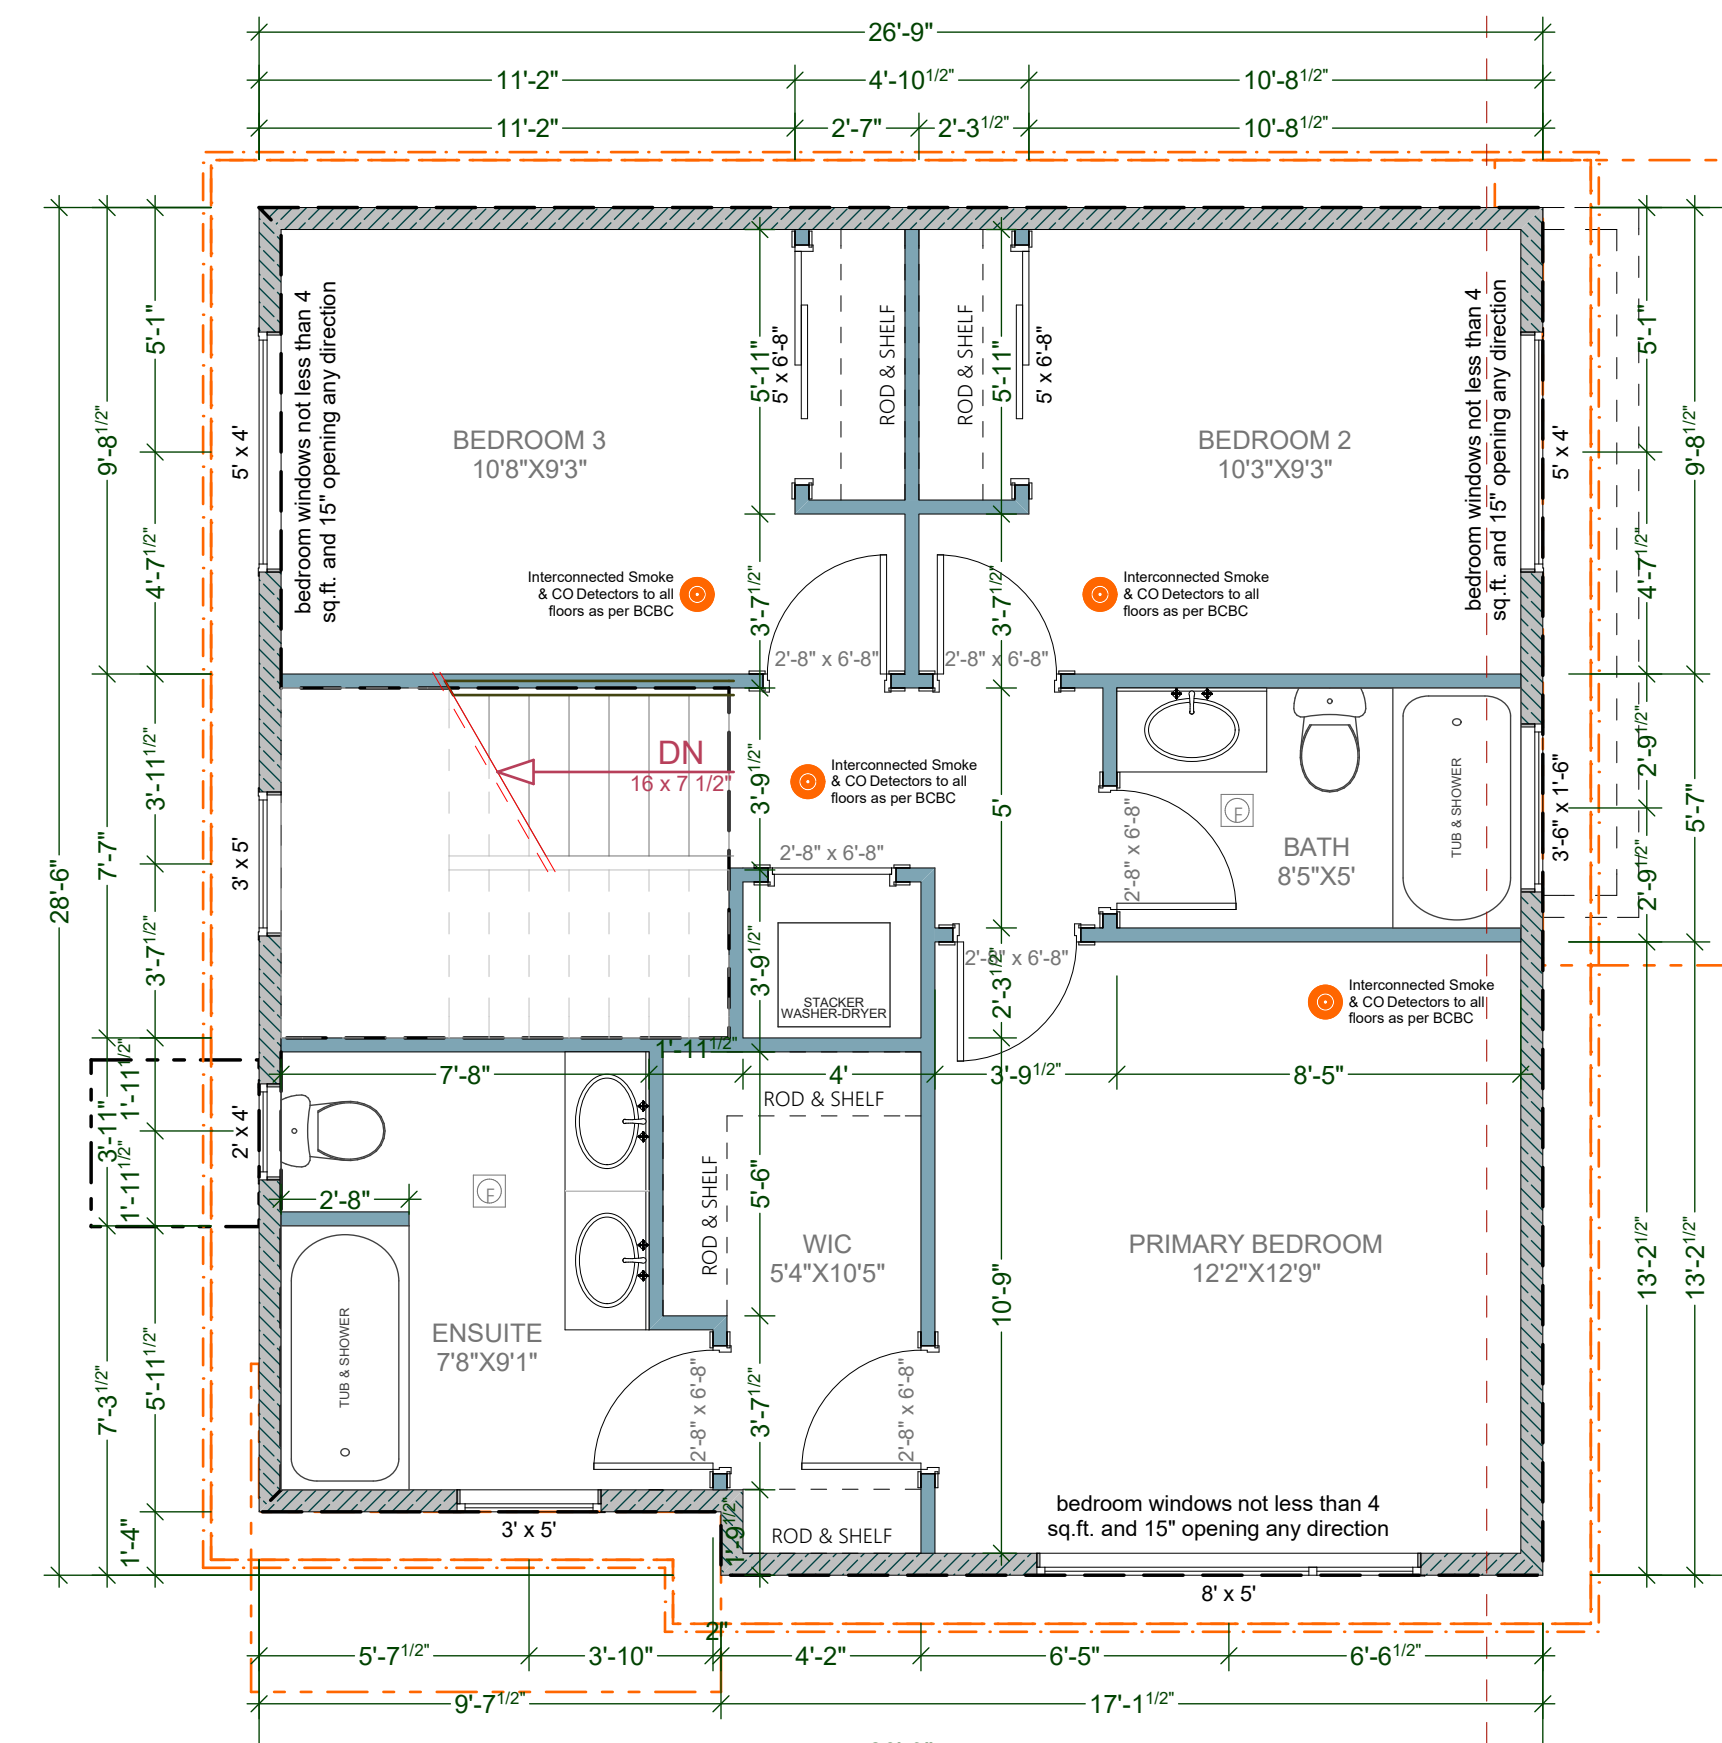 26'-9"
11'-2"
4'-10 1/2"
10'-8 1/2"
11'-2"
2'-7"
2'-3 1/2"
10'-8 1/2"
5'-1"
9'-8 1/2"
4'-7 1/2"
5' x 4'
bedroom windows not less than 4
sq.ft. and 15" opening any direction
BEDROOM 3
10'8"X9'3"
5'-11"
5' x 6'-8"
ROD & SHELF
ROD & SHELF
5'-11"
5' x 6'-8"
BEDROOM 2
10'3"X9'3"
bedroom windows not less than 4
sq.ft. and 15" opening any direction
5' x 4'
5'-1"
9'-8 1/2"
4'-7 1/2"
Interconnected Smoke
& CO Detectors to all
floors as per BCBC
3'-7 1/2"
2'-8" x 6'-8"
2'-8" x 6'-8"
3'-7 1/2"
Interconnected Smoke
& CO Detectors to all
floors as per BCBC
28'-6"
7'-7"
3'-11 1/2"
3'-7 1/2"
3' x 5'
DN
16 x 7 1/2"
3'-9 1/2"
Interconnected Smoke
& CO Detectors to all
floors as per BCBC
5'
2'-8" x 6'-8"
2'-8" x 6'-8"
F
BATH
8'5"X5'
TUB & SHOWER
3'-6" x 1'-6"
2'-9 1/2"
2'-9 1/2"
5'-7"
3'-9 1/2"
STACKER
WASHER-DRYER
2'-8" x 6'-8"
2'-3 1/2"
Interconnected Smoke
& CO Detectors to all
floors as per BCBC
1'-11 1/2"
7'-8"
4'
3'-9 1/2"
8'-5"
3'-11"
1'-11 1/2"
1'-11 1/2"
2' x 4'
2'-8"
F
ROD & SHELF
ROD & SHELF
5'-6"
WIC
5'4"X10'5"
PRIMARY BEDROOM
12'2"X12'9"
10'-9"
13'-2 1/2"
13'-2 1/2"
7'-3 1/2"
5'-11 1/2"
TUB & SHOWER
ENSUITE
7'8"X9'1"
2'-8" x 6'-8"
3'-7 1/2"
2'-8" x 6'-8"
1'-4"
3' x 5'
1'-9 1/2"
ROD & SHELF
bedroom windows not less than 4
sq.ft. and 15" opening any direction
8' x 5'
5'-7 1/2"
3'-10"
2"
4'-2"
6'-5"
6'-6 1/2"
9'-7 1/2"
17'-1 1/2"